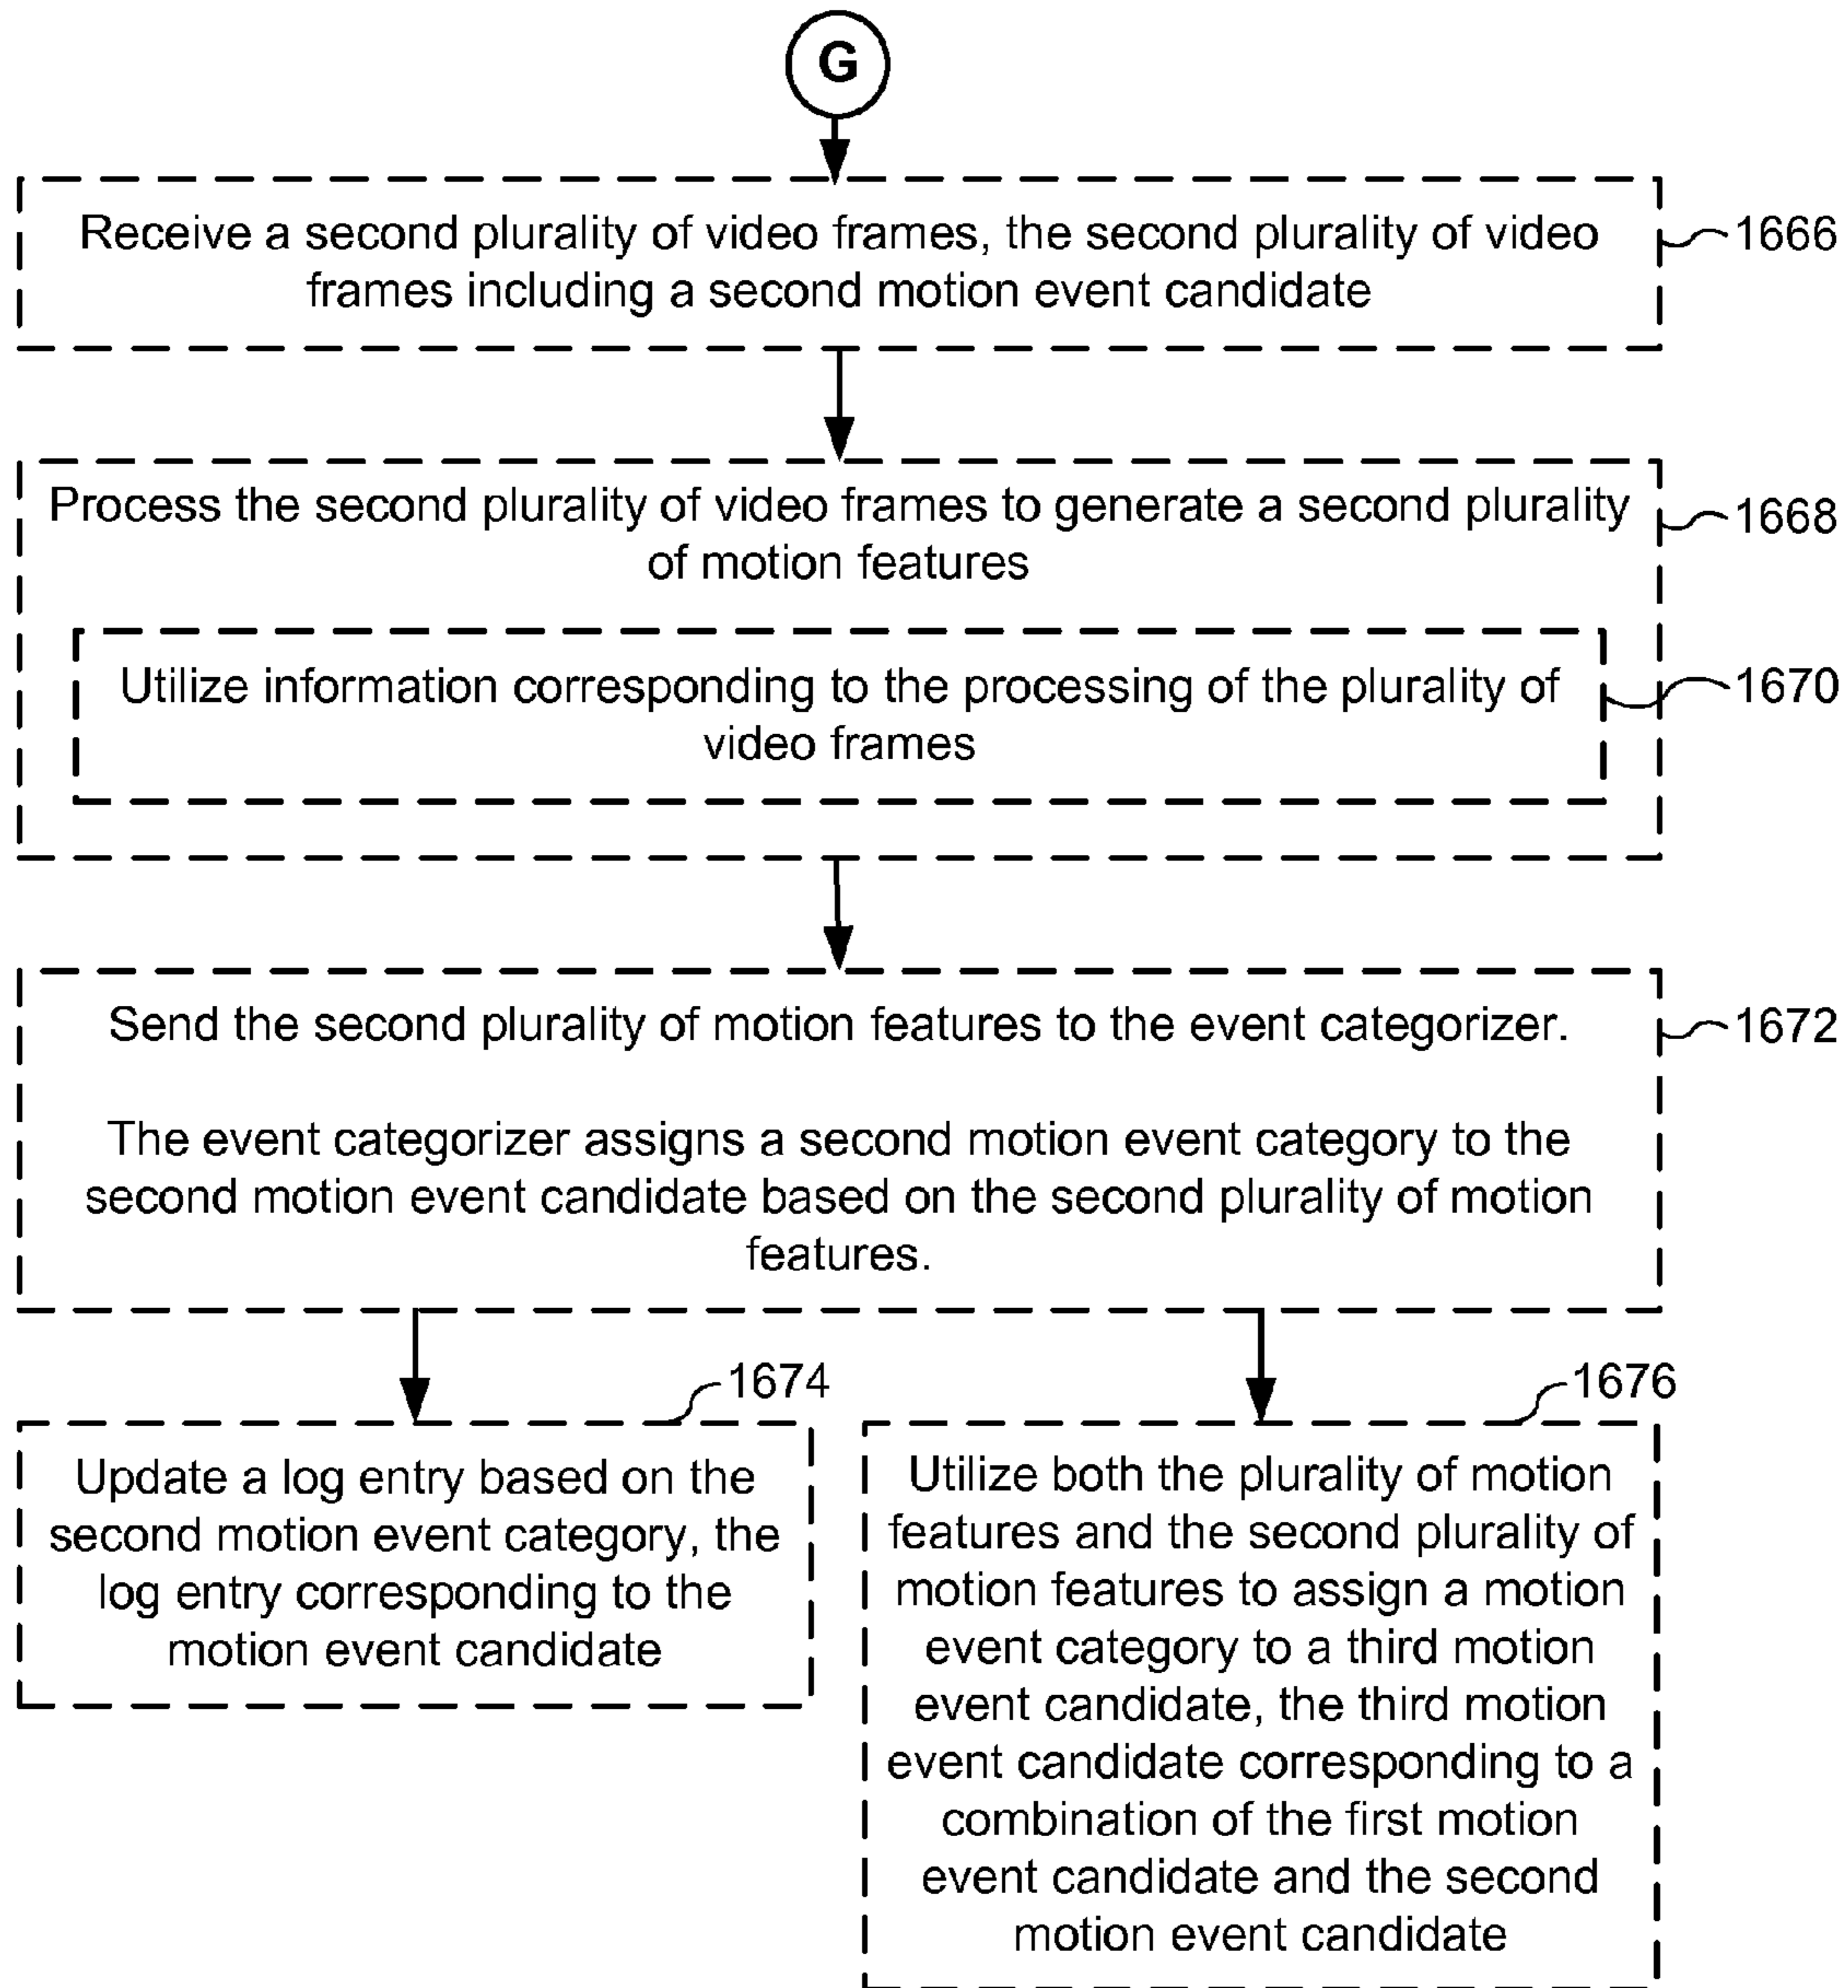 G
Receive a second plurality of video frames, the second plurality of video
frames including a second motion event candidate
1666
Process the second plurality of video frames to generate a second plurality
of motion features
1668
Utilize information corresponding to the processing of the plurality of
video frames
1670
Send the second plurality of motion features to the event categorizer.
1672
The event categorizer assigns a second motion event category to the
second motion event candidate based on the second plurality of motion
features.
1674
Update a log entry based on the
second motion event category, the
log entry corresponding to the
motion event candidate
1676
Utilize both the plurality of motion
features and the second plurality of
motion features to assign a motion
event category to a third motion
event candidate, the third motion
event candidate corresponding to a
combination of the first motion
event candidate and the second
motion event candidate